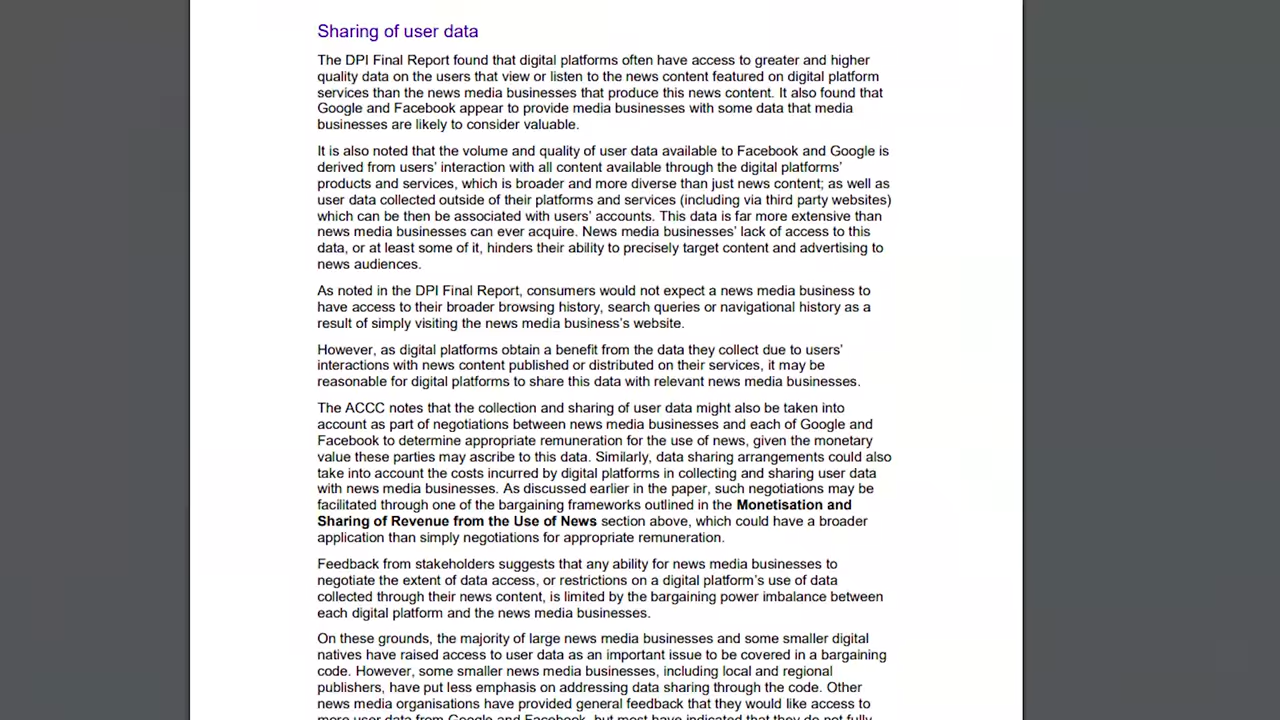 Sharing of user data
The DPI Final Report found that digital platforms often have access to greater and higher
quality data on the users that view or listen to the news content featured on digital platform
services than the news media businesses that produce this news content. It also found that
Google and Facebook appear to provide media businesses with some data that media
businesses are likely to consider valuable.
It is also noted that the volume and quality of user data available to Facebook and Google is
derived from users’ interaction with all content available through the digital platforms’
products and services, which is broader and more diverse than just news content; as well as
user data collected outside of their platforms and services (including via third party websites)
which can be then be associated with users’ accounts. This data is far more extensive than
news media businesses can ever acquire. News media businesses’ lack of access to this
data, or at least some of it, hinders their ability to precisely target content and advertising to
news audiences.
As noted in the DPI Final Report, consumers would not expect a news media business to
have access to their broader browsing history, search queries or navigational history as a
result of simply visiting the news media business’s website.
However, as digital platforms obtain a benefit from the data they collect due to users’
interactions with news content published or distributed on their services, it may be
reasonable for digital platforms to share this data with relevant news media businesses.
The ACCC notes that the collection and sharing of user data might also be taken into
account as part of negotiations between news media businesses and each of Google and
Facebook to determine appropriate remuneration for the use of news, given the monetary
value these parties may ascribe to this data. Similarly, data sharing arrangements could also
take into account the costs incurred by digital platforms in collecting and sharing user data
with news media businesses. As discussed earlier in the paper, such negotiations may be
facilitated through one of the bargaining frameworks outlined in the Monetisation and
Sharing of Revenue from the Use of News section above, which could have a broader
application than simply negotiations for appropriate remuneration.
Feedback from stakeholders suggests that any ability for news media businesses to
negotiate the extent of data access, or restrictions on a digital platform’s use of data
collected through their news content, is limited by the bargaining power imbalance between
each digital platform and the news media businesses.
On these grounds, the majority of large news media businesses and some smaller digital
natives have raised access to user data as an important issue to be covered in a bargaining
code. However, some smaller news media businesses, including local and regional
publishers, have put less emphasis on addressing data sharing through the code. Other
news media organisations have provided general feedback that they would like access to
more user data from Google and Facebook, but most have indicated that they do not fully